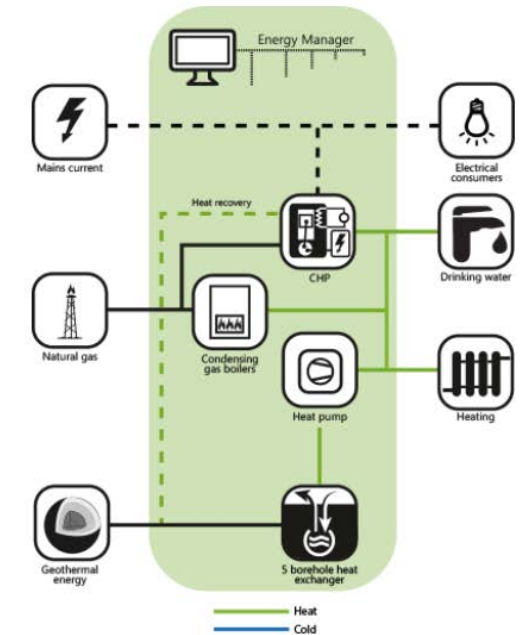 Energy Manager
Mains current
Electrical
consumers
Heat recovery
CHP
Drinking water
Natural gas
Condensing
gas boilers
Heat pump
Heating
Geothermal
energy
5 borehole heat
exchanger
Heat
Cold